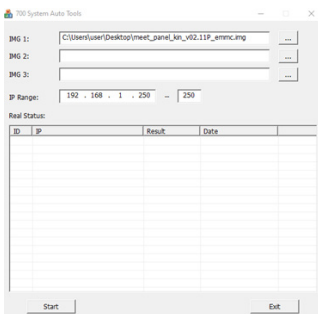 700 System Auto Tools
IMG 1: C:\Users\user\Desktop\meet_panel_kin_v02.11P_emmc.img ...
IMG 2: ...
IMG 3: ...
IP Range: 192 . 168 . 1 . 250 – 250
Real Status:
ID IP Result Date
Start Exit